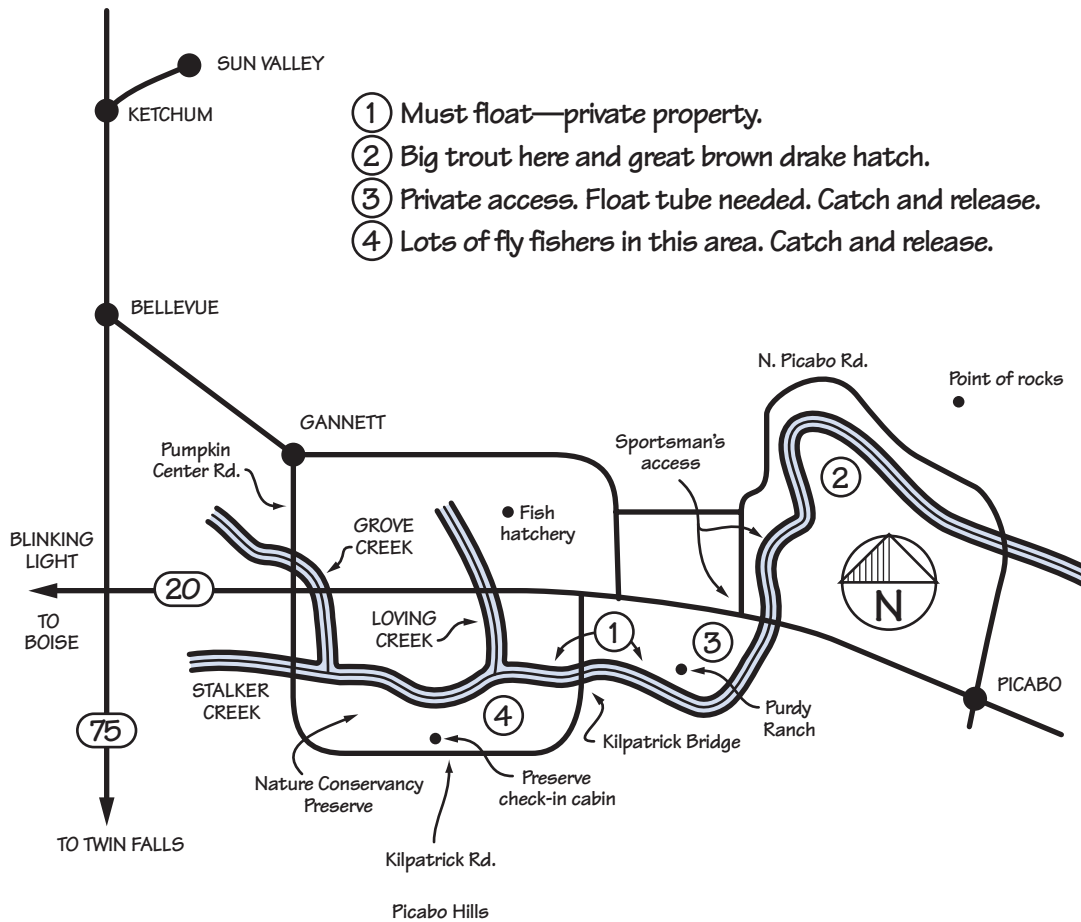 SUN VALLEY
KETCHUM
1 Must float—private property.
2 Big trout here and great brown drake hatch.
3 Private access. Float tube needed. Catch and release.
4 Lots of fly fishers in this area. Catch and release.
BELLEVUE
N. Picabo Rd.
Point of rocks
GANNETT
Pumpkin
Center Rd.
Sportsman's
access
2
Fish
hatchery
GROVE
CREEK
BLINKING
LIGHT
20
TO
BOISE
N
LOVING
CREEK
1
3
STALKER
CREEK
4
PICABO
Purdy
Ranch
75
Kilpatrick Bridge
Nature Conservancy
Preserve
Preserve
check-in cabin
TO TWIN FALLS
Kilpatrick Rd.
Picabo Hills